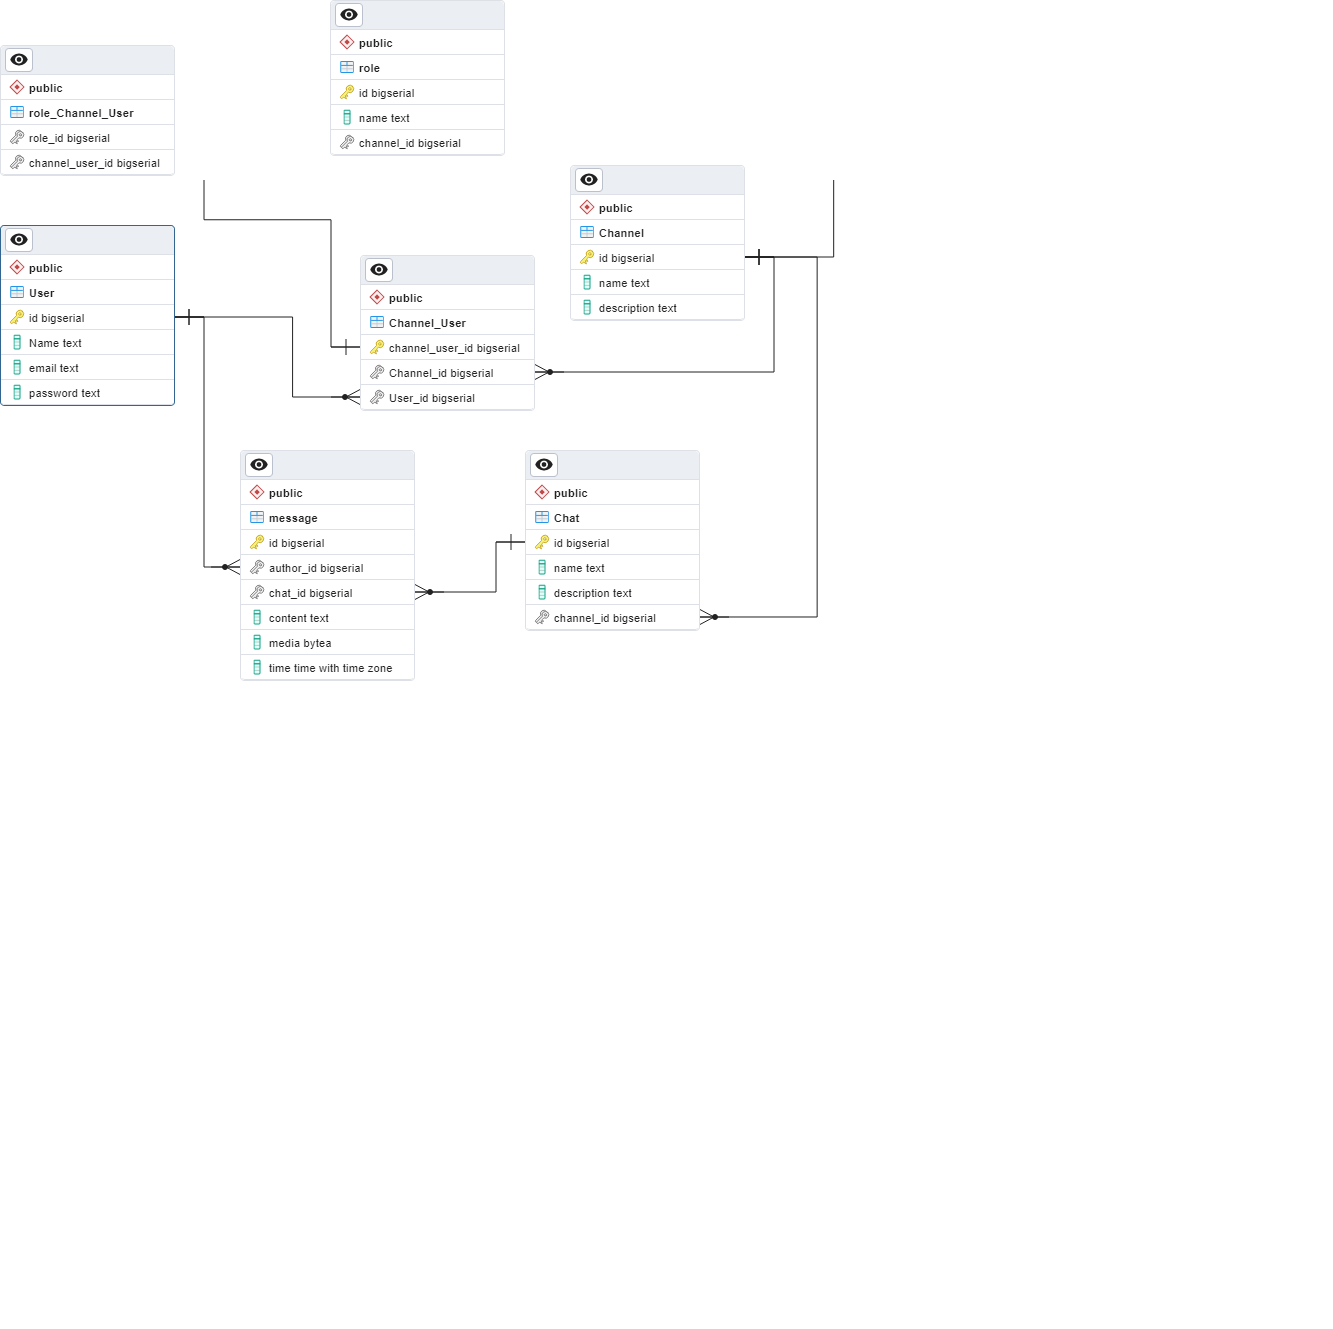 public
role
id bigserial
name text
channel_id bigserial
public
role_Channel_User
role_id bigserial
channel_user_id bigserial
public
Channel
id bigserial
name text
description text
public
User
id bigserial
Name text
email text
password text
public
Channel_User
channel_user_id bigserial
Channel_id bigserial
User_id bigserial
public
message
id bigserial
author_id bigserial
chat_id bigserial
content text
media bytea
time time with time zone
public
Chat
id bigserial
name text
description text
channel_id bigserial